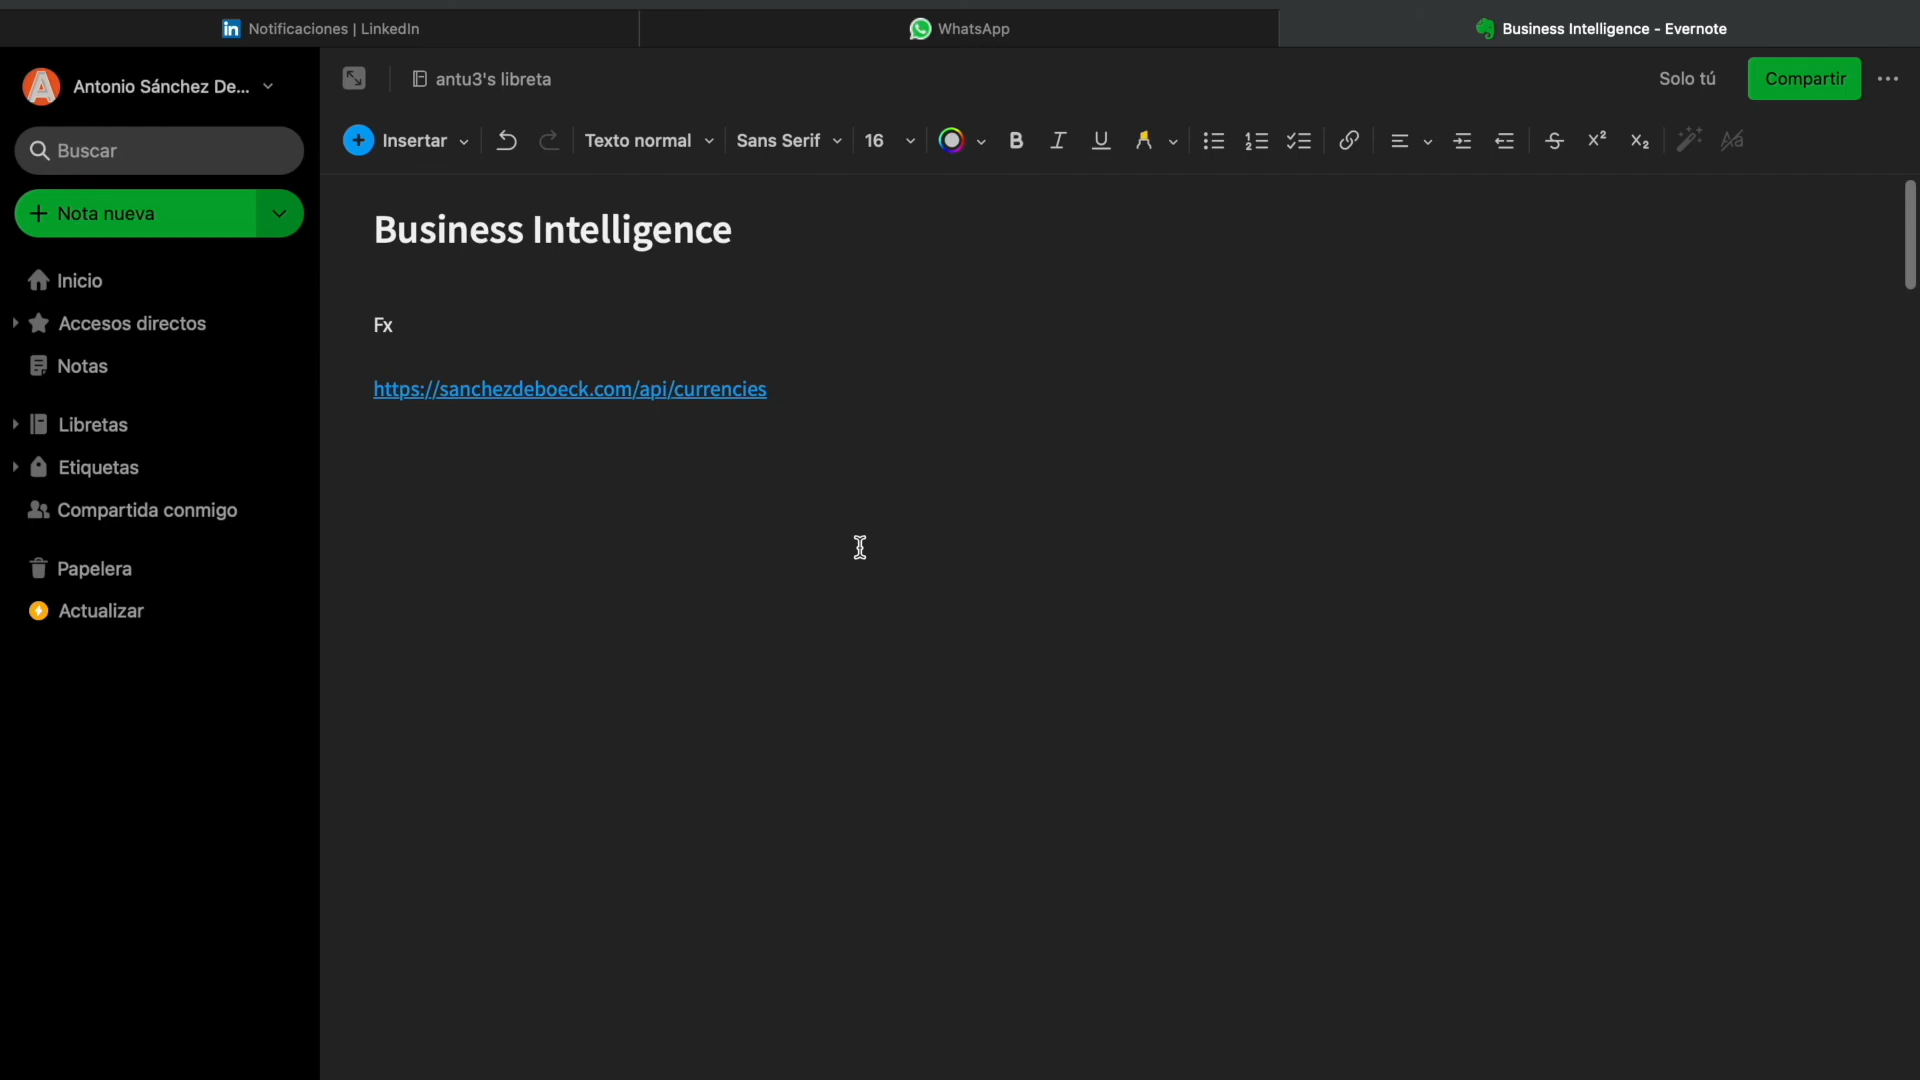 Notificaciones | LinkedIn
WhatsApp
Business Intelligence - Evernote
Antonio Sánchez De...
antu3's libreta
Solo tú
Compartir
Buscar
Insertar
Texto normal
Sans Serif
16
Nota nueva
Business Intelligence
Inicio
Accesos directos
Fx
Notas
https://sanchezdeboeck.com/api/currencies
Libretas
Etiquetas
Compartida conmigo
Papelera
Actualizar